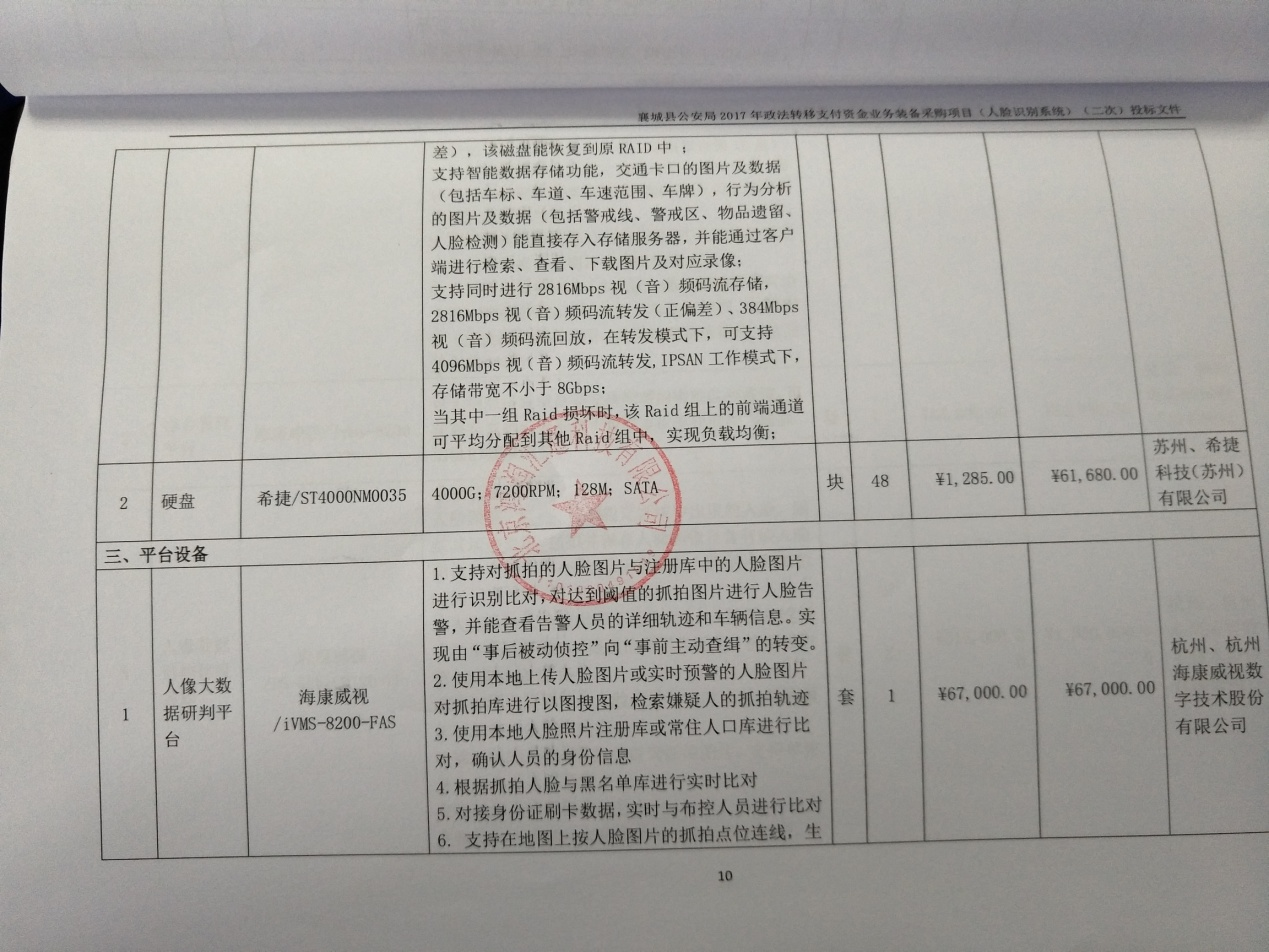 襄城县公安局2017年政法转移支付资金业务装备采购项目（人脸识别系统）（二次）投标文件
差），该磁盘能恢复到原RAID中；
支持智能数据存储功能，交通卡口的图片及数据
（包括车标、车道、车速范围、车牌），行为分析
的图片及数据（包括警戒线、警戒区、物品遗留、
人脸检测）能直接存入存储服务器，并能通过客户
端进行检索、查看、下载图片及对应录像；
支持同时进行2816Mbps视（音）频码流存储，
2816Mbps视（音）频码流转发（正偏差）、384Mbps
视（音）频码流回放，在转发模式下，可支持
4096Mbps视（音）频码流转发,IPSAN工作模式下，
存储带宽不小于8Gbps；
当其中一组Raid损坏时，该Raid组上的前端通道
可平均分配到其他Raid组中，实现负载均衡；
2
硬盘
希捷/ST4000NM0035
4000G；7200RPM；128M；SATA
块
48
¥1,285.00
¥61,680.00
苏州、希捷
科技（苏州）
有限公司
三、平台设备
1
人像大数
据研判平
台
海康威视
/iVMS-8200-FAS
1.支持对抓拍的人脸图片与注册库中的人脸图片
进行识别比对，对达到阈值的抓拍图片进行人脸告
警，并能查看告警人员的详细轨迹和车辆信息。实
现由“事后被动侦控”向“事前主动查缉”的转变。
2.使用本地上传人脸图片或实时预警的人脸图片
对抓拍库进行以图搜图，检索嫌疑人的抓拍轨迹
3.使用本地人脸照片注册库或常住人口库进行比
对，确认人员的身份信息
4.根据抓拍人脸与黑名单库进行实时比对
5.对接身份证刷卡数据，实时与布控人员进行比对
6. 支持在地图上按人脸图片的抓拍点位连线，生
套
1
¥67,000.00
¥67,000.00
杭州、杭州
海康威视数
字技术股份
有限公司
10